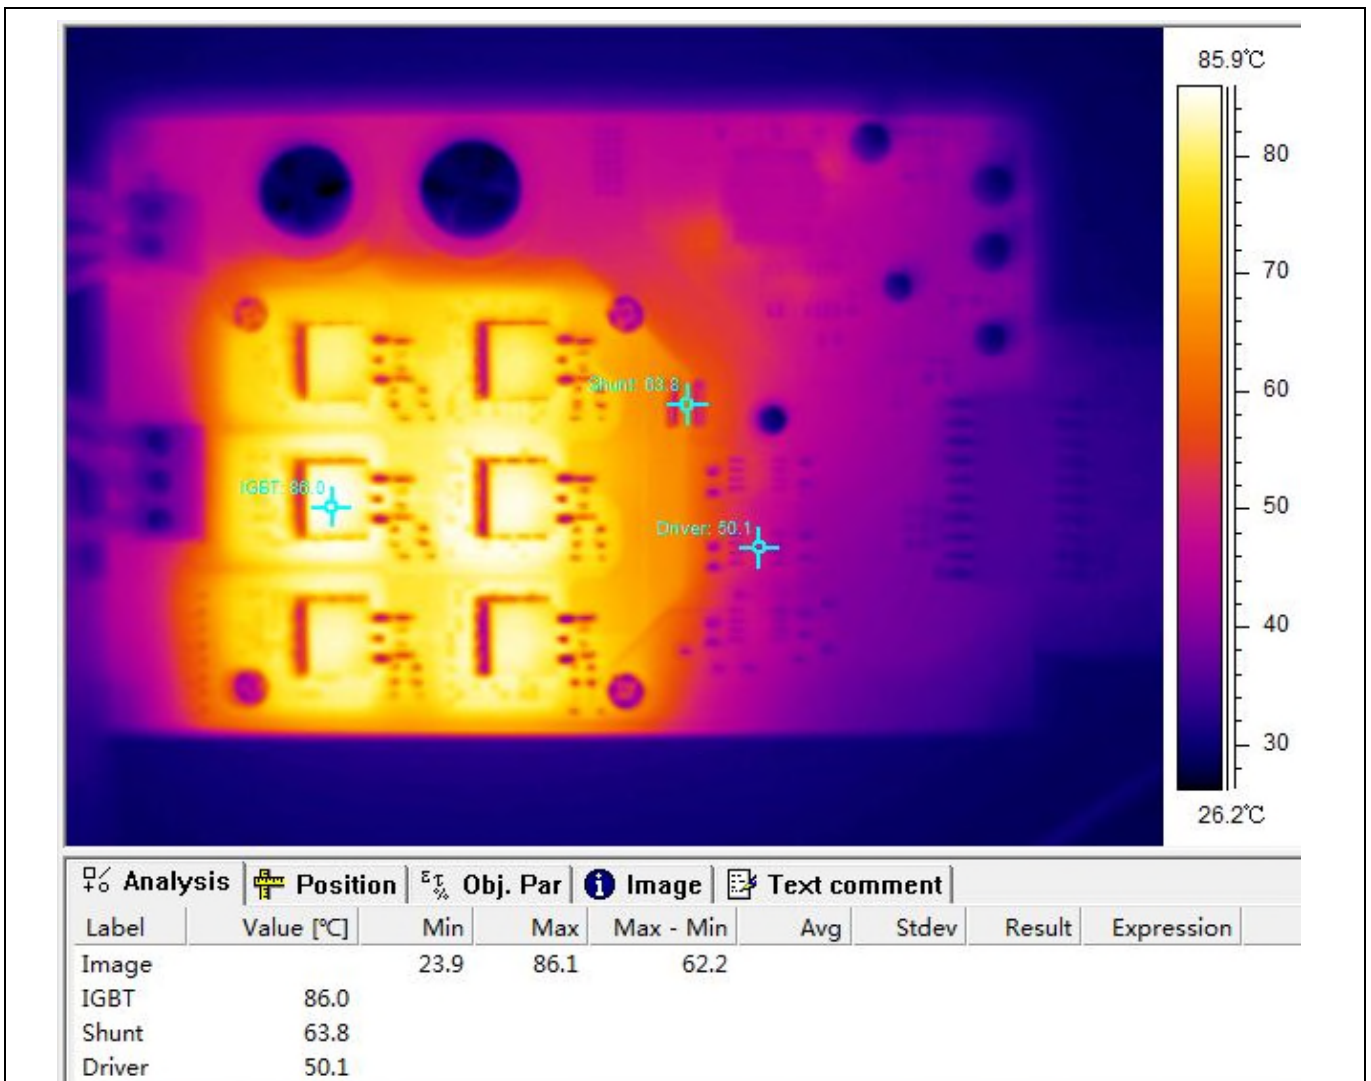 85.9°C
80
70
Shunt: 63.8
60
IGBT: 86.0
50
Driver: 50.1
40
30
26.2°C
Analysis Position Obj. Par Image Text comment
Label Value [°C] Min Max Max - Min Avg Stdev Result Expression
Image 23.9 86.1 62.2
IGBT 86.0
Shunt 63.8
Driver 50.1